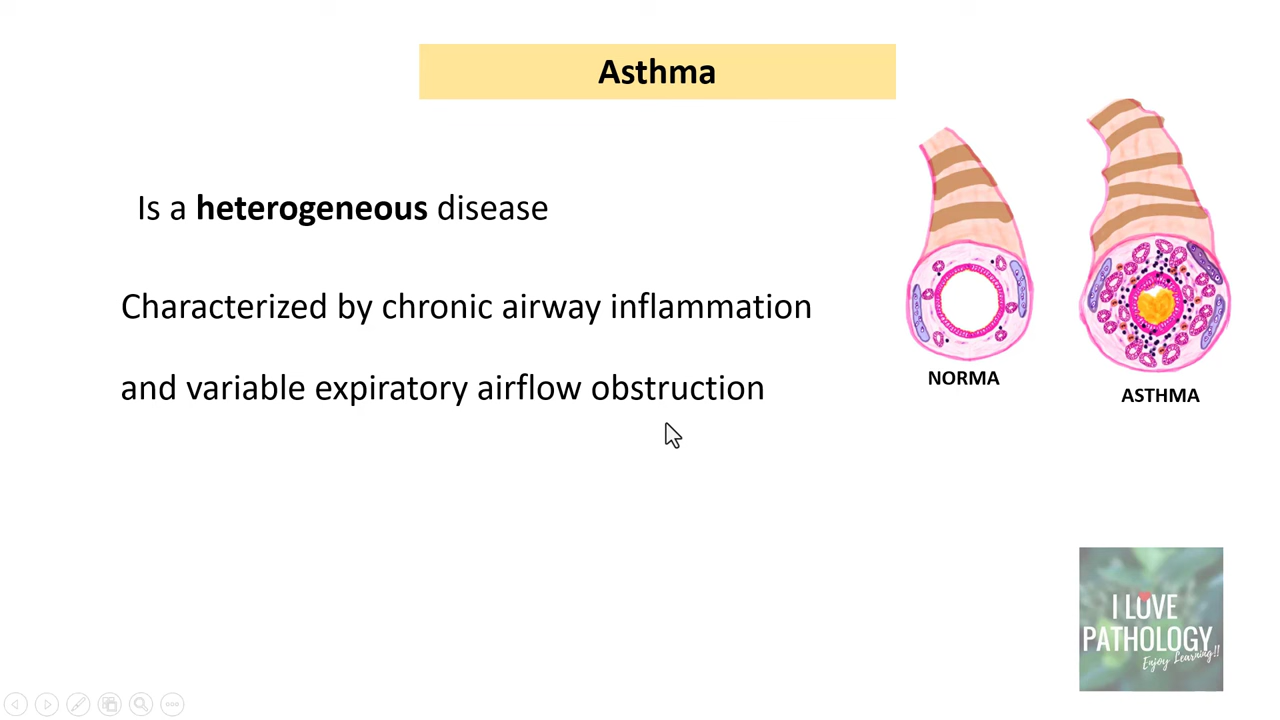 Asthma
Is a heterogeneous disease
Characterized by chronic airway inflammation
and variable expiratory airflow obstruction
NORMA
ASTHMA
I LOVE
PATHOLOGY
Enjoy Learning!!